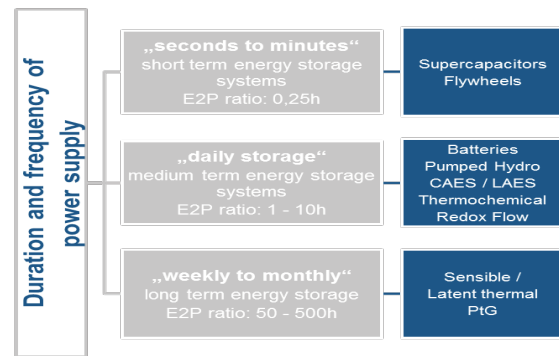 Duration and frequency of
power supply
„seconds to minutes“
short term energy storage
systems
E2P ratio: 0,25h
Supercapacitors
Flywheels
„daily storage“
medium term energy storage
systems
E2P ratio: 1 - 10h
Batteries
Pumped Hydro
CAES / LAES
Thermochemical
Redox Flow
„weekly to monthly“
long term energy storage
E2P ratio: 50 - 500h
Sensible /
Latent thermal
PtG